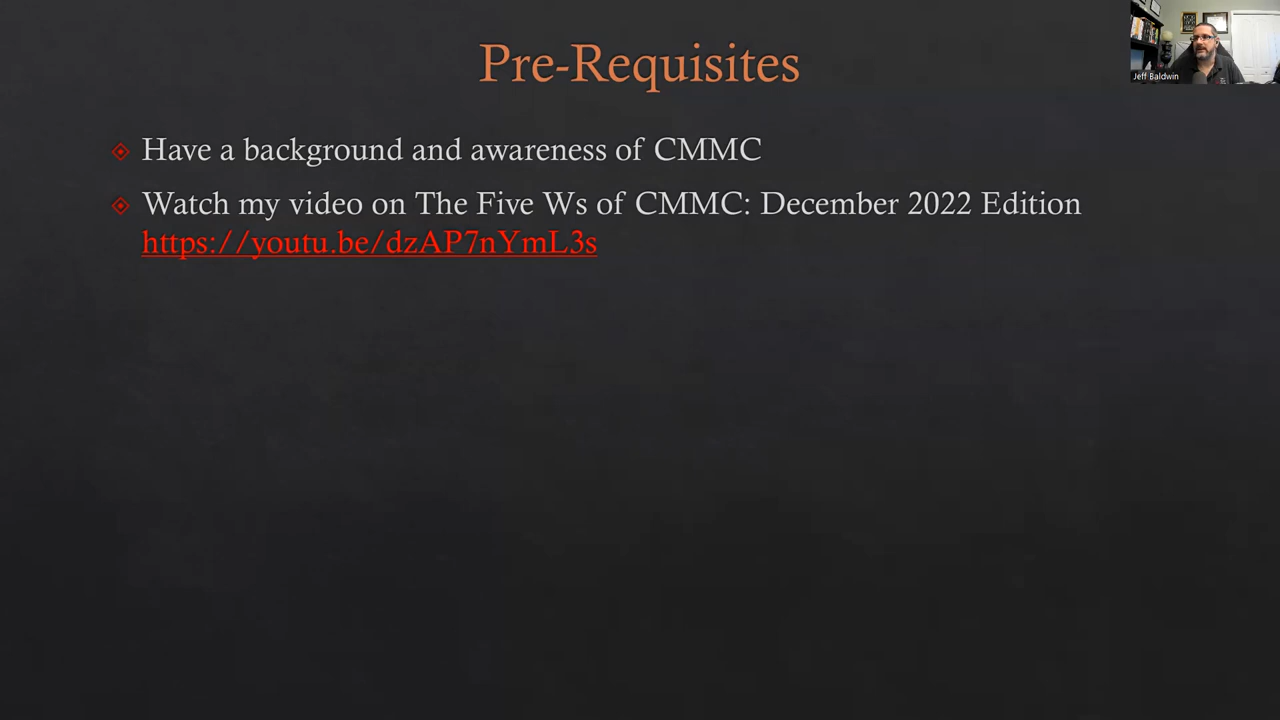 Pre-Requisites
Jeff Baldwin
Have a background and awareness of CMMC
Watch my video on The Five Ws of CMMC: December 2022 Edition
https://youtu.be/dzAP7nYmL3s